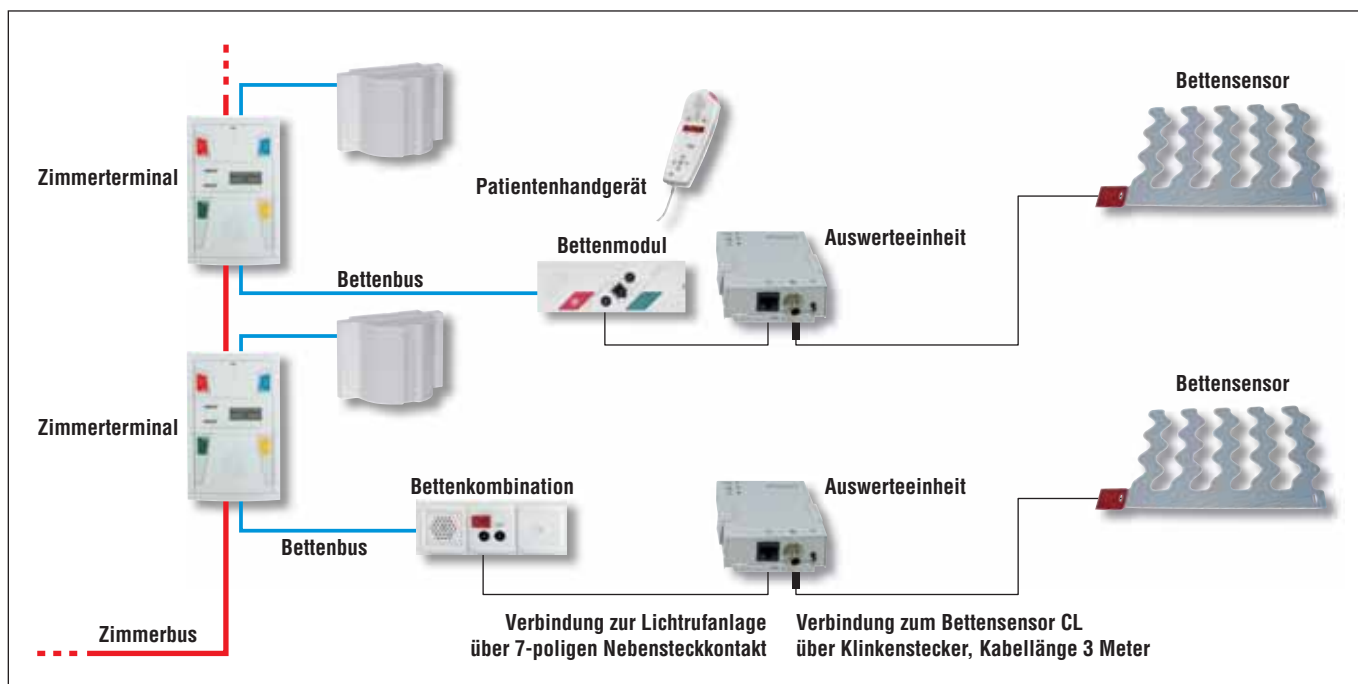 Bettensensor
Zimmerterminal
Patientenhandgerät
Bettenmodul
Auswerteeinheit
Bettenbus
Bettensensor
Zimmerterminal
Bettenkombination
Auswerteeinheit
Bettenbus
Zimmerbus
Verbindung zur Lichtrufanlage
über 7-poligen Nebensteckkontakt
Verbindung zum Bettensensor CL
über Klinkenstecker, Kabellänge 3 Meter